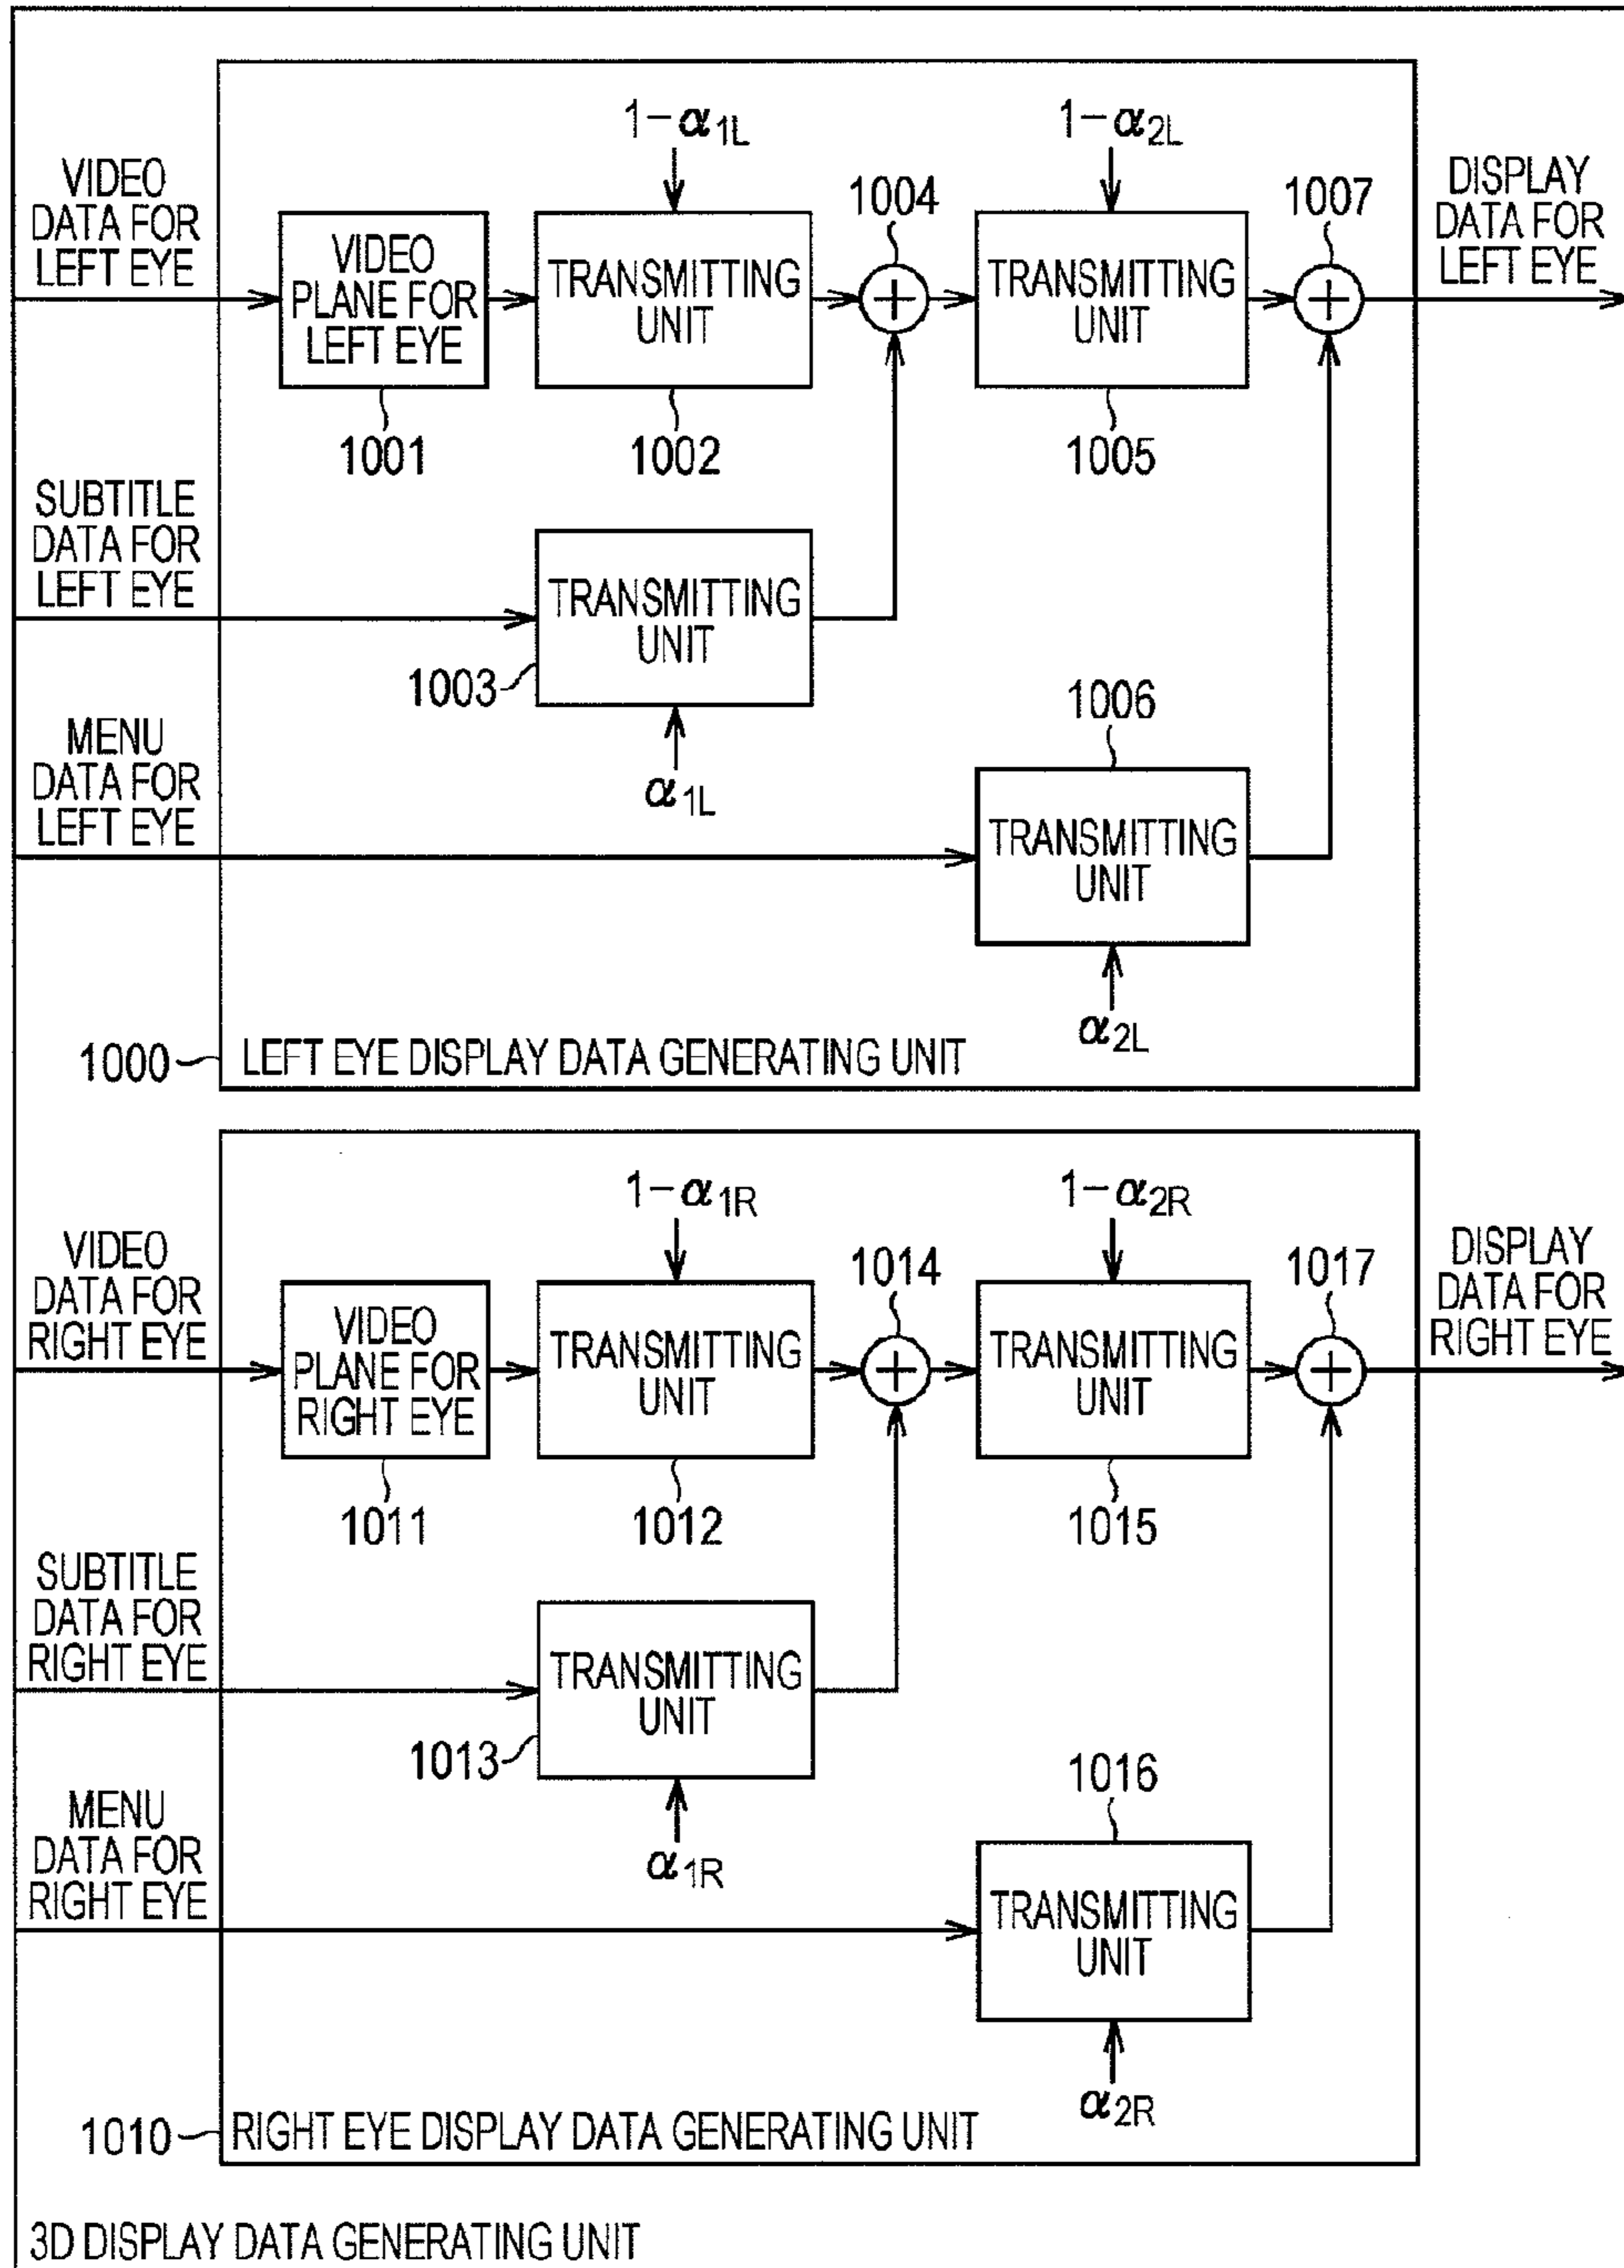 1-α1L
1-α2L
VIDEO
DATA FOR
LEFT EYE
1004
1007
DISPLAY
DATA FOR
LEFT EYE
VIDEO
PLANE FOR
LEFT EYE
TRANSMITTING
UNIT
+
TRANSMITTING
UNIT
+
1001
1002
1005
SUBTITLE
DATA FOR
LEFT EYE
TRANSMITTING
UNIT
1003
α1L
MENU
DATA FOR
LEFT EYE
1006
TRANSMITTING
UNIT
α2L
1000
LEFT EYE DISPLAY DATA GENERATING UNIT
1-α1R
1-α2R
VIDEO
DATA FOR
RIGHT EYE
1014
1017
DISPLAY
DATA FOR
RIGHT EYE
VIDEO
PLANE FOR
RIGHT EYE
TRANSMITTING
UNIT
+
TRANSMITTING
UNIT
+
1011
1012
1015
SUBTITLE
DATA FOR
RIGHT EYE
TRANSMITTING
UNIT
1013
α1R
MENU
DATA FOR
RIGHT EYE
1016
TRANSMITTING
UNIT
α2R
1010
RIGHT EYE DISPLAY DATA GENERATING UNIT
3D DISPLAY DATA GENERATING UNIT